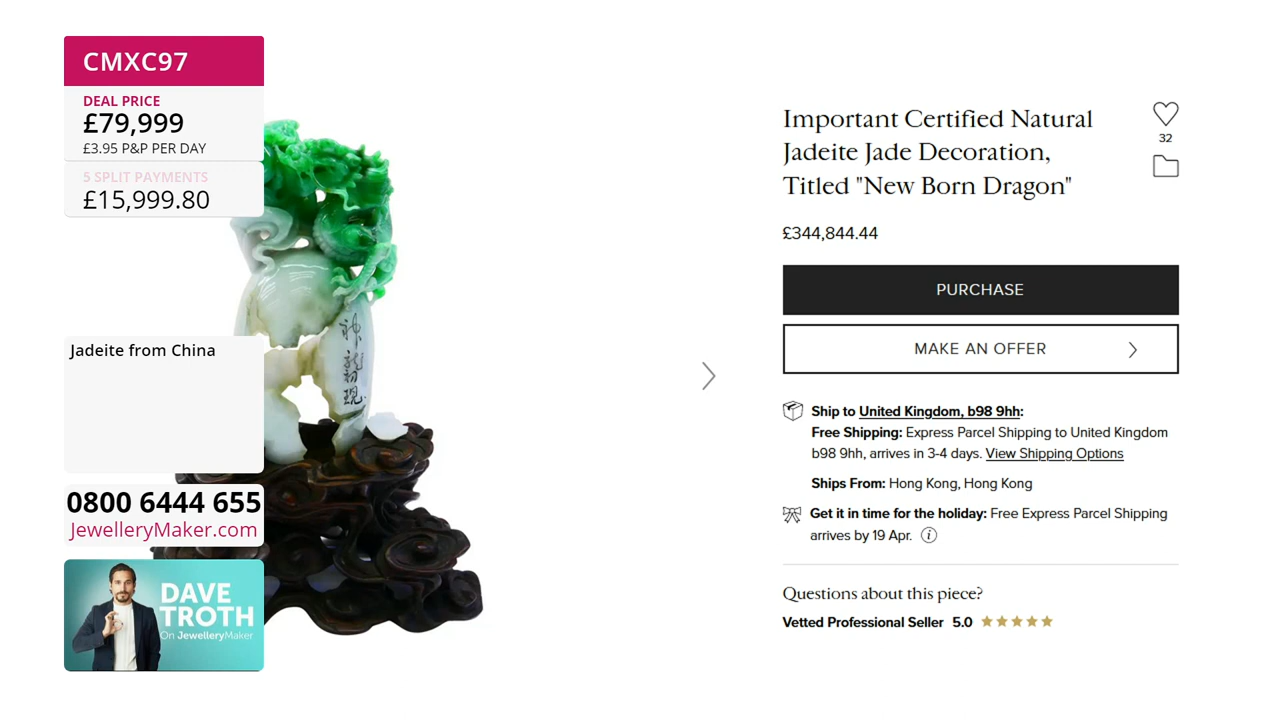 CMXC97
DEAL PRICE
£79,999
£3.95 P&P PER DAY
5 SPLIT PAYMENTS
£15,999.80
Jadeite from China
0800 6444 655
JewelleryMaker.com
DAVE
TROTH
On JewelleryMaker
Important Certified Natural
Jadeite Jade Decoration,
Titled "New Born Dragon"
32
£344,844.44
PURCHASE
MAKE AN OFFER
Ship to United Kingdom, b98 9hh:
Free Shipping: Express Parcel Shipping to United Kingdom
b98 9hh, arrives in 3-4 days. View Shipping Options
Ships From: Hong Kong, Hong Kong
Get it in time for the holiday: Free Express Parcel Shipping
arrives by 19 Apr.
Questions about this piece?
Vetted Professional Seller 5.0